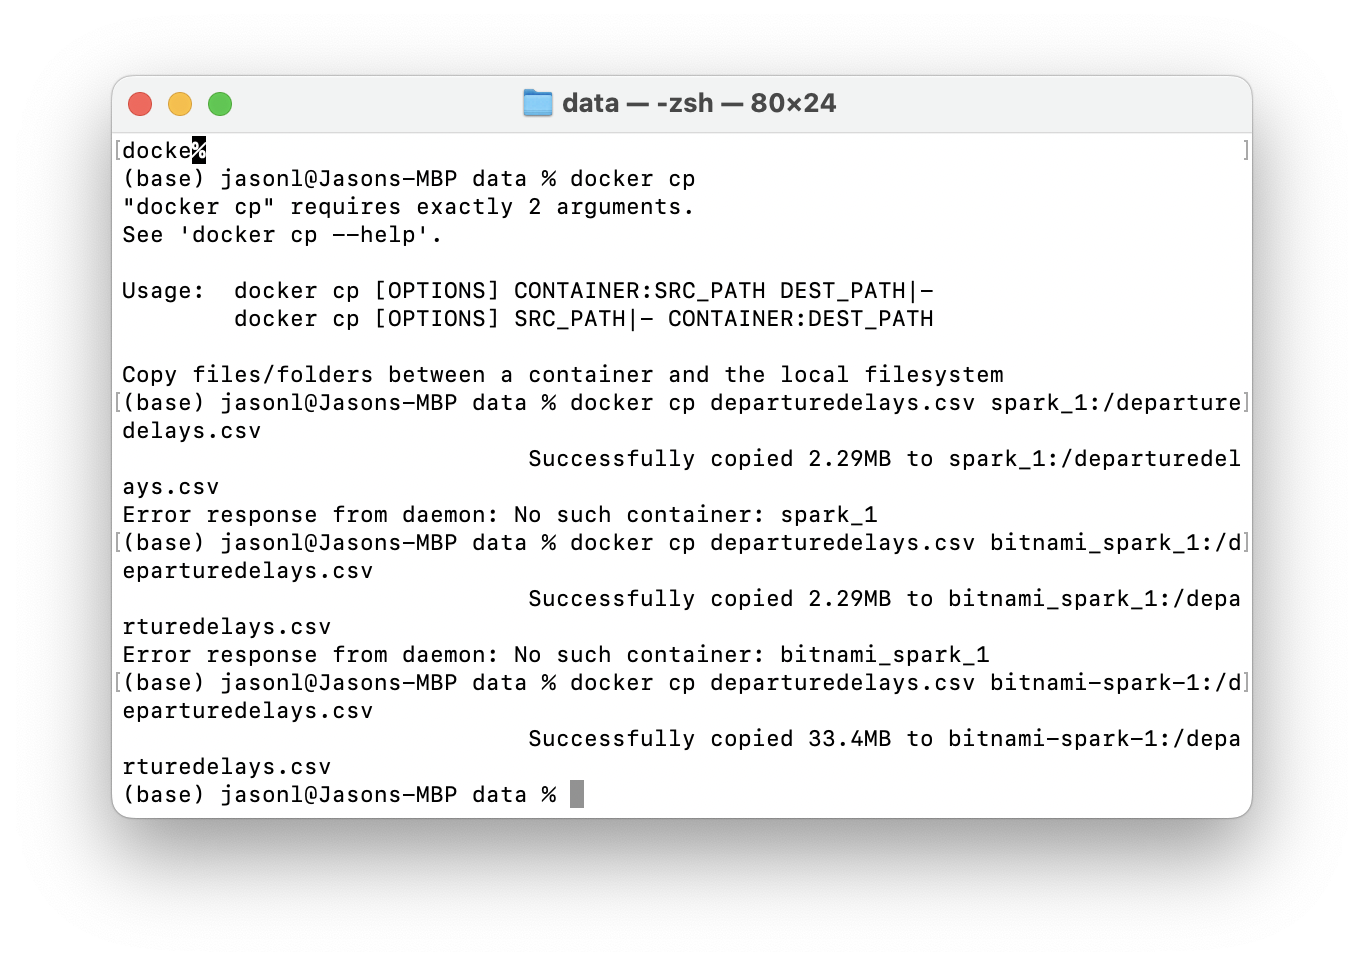 data — -zsh — 80×24
docke%
(base) jasonl@Jasons-MBP data % docker cp
"docker cp" requires exactly 2 arguments.
See 'docker cp --help'.
Usage:  docker cp [OPTIONS] CONTAINER:SRC_PATH DEST_PATH|-
        docker cp [OPTIONS] SRC_PATH|- CONTAINER:DEST_PATH
Copy files/folders between a container and the local filesystem
(base) jasonl@Jasons-MBP data % docker cp departuredelays.csv spark_1:/departure
delays.csv
                             Successfully copied 2.29MB to spark_1:/departuredel
ays.csv
Error response from daemon: No such container: spark_1
(base) jasonl@Jasons-MBP data % docker cp departuredelays.csv bitnami_spark_1:/d
eparturedelays.csv
                             Successfully copied 2.29MB to bitnami_spark_1:/depa
rturedelays.csv
Error response from daemon: No such container: bitnami_spark_1
(base) jasonl@Jasons-MBP data % docker cp departuredelays.csv bitnami-spark-1:/d
eparturedelays.csv
                             Successfully copied 33.4MB to bitnami-spark-1:/depa
rturedelays.csv
(base) jasonl@Jasons-MBP data %